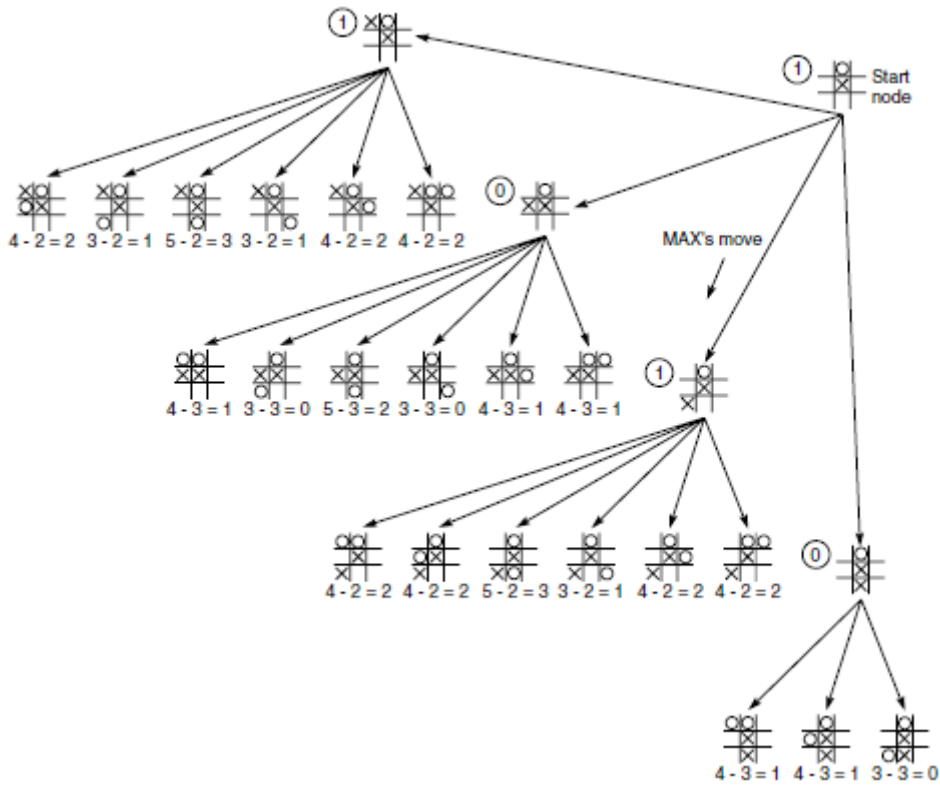 1
1
Start
node
0
4 - 2 = 2 3 - 2 = 1 5 - 2 = 3 3 - 2 = 1 4 - 2 = 2 4 - 2 = 2
MAX's move
4 - 3 = 1 3 - 3 = 0 5 - 3 = 2 3 - 3 = 0 4 - 3 = 1 4 - 3 = 1
1
0
4 - 2 = 2 4 - 2 = 2 5 - 2 = 3 3 - 2 = 1 4 - 2 = 2 4 - 2 = 2
4 - 3 = 1 4 - 3 = 1 3 - 3 = 0